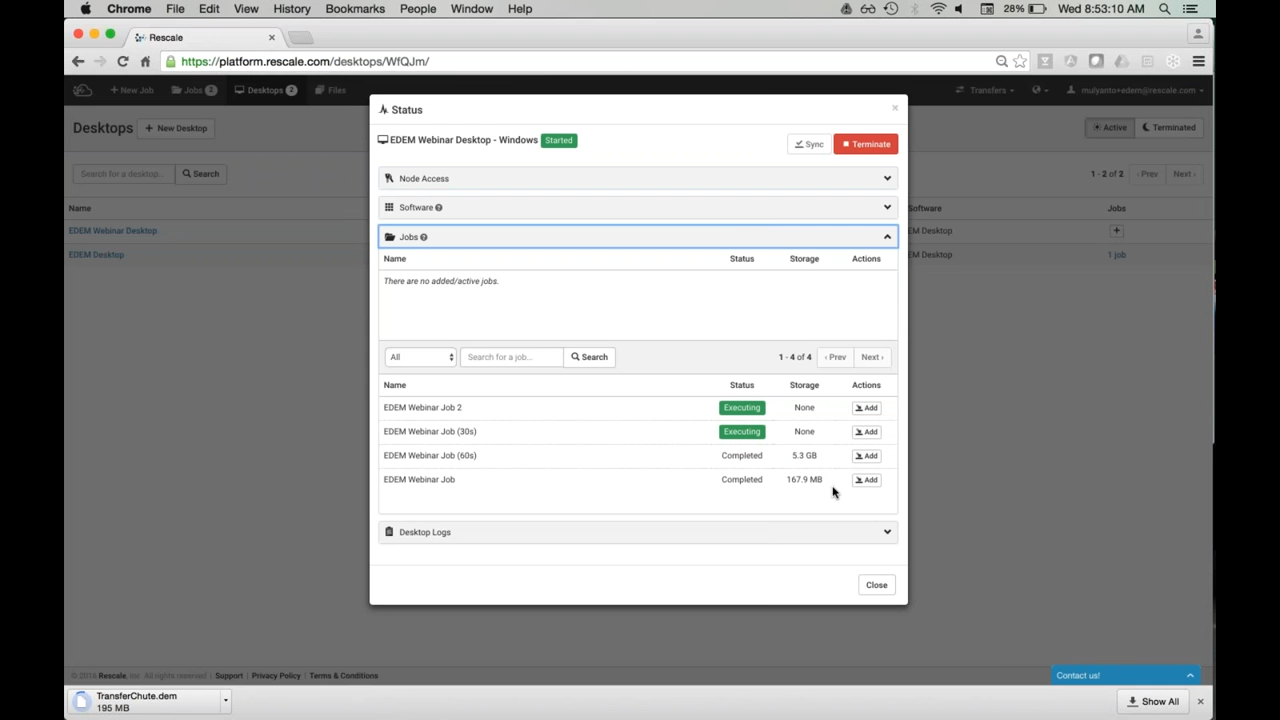 Chrome File Edit View History Bookmarks People Window Help 28% Wed 8:53:10 AM
Rescale
https://platform.rescale.com/desktops/WfQJm/
+ New Job Jobs 2 Desktops 2 Files Transfers mulyanto+edem@rescale.com
Status ×
Desktops + New Desktop Active Terminated
EDEM Webinar Desktop - Windows Started Sync Terminate
Search for a desktop... Search 1 - 2 of 2 ‹ Prev Next ›
Node Access
Name Software Jobs
Software
EDEM Webinar Desktop EM Desktop +
Jobs
EDEM Desktop EM Desktop 1 job
Name Status Storage Actions
There are no added/active jobs.
All Search for a job... Search 1 - 4 of 4 ‹ Prev Next ›
Name Status Storage Actions
EDEM Webinar Job 2 Executing None Add
EDEM Webinar Job (30s) Executing None Add
EDEM Webinar Job (60s) Completed 5.3 GB Add
EDEM Webinar Job Completed 167.9 MB Add
Desktop Logs
Close
Rescale, Inc. All rights reserved | Support | Privacy Policy | Terms & Conditions Contact us!
TransferChute.dem
195 MB
Show All